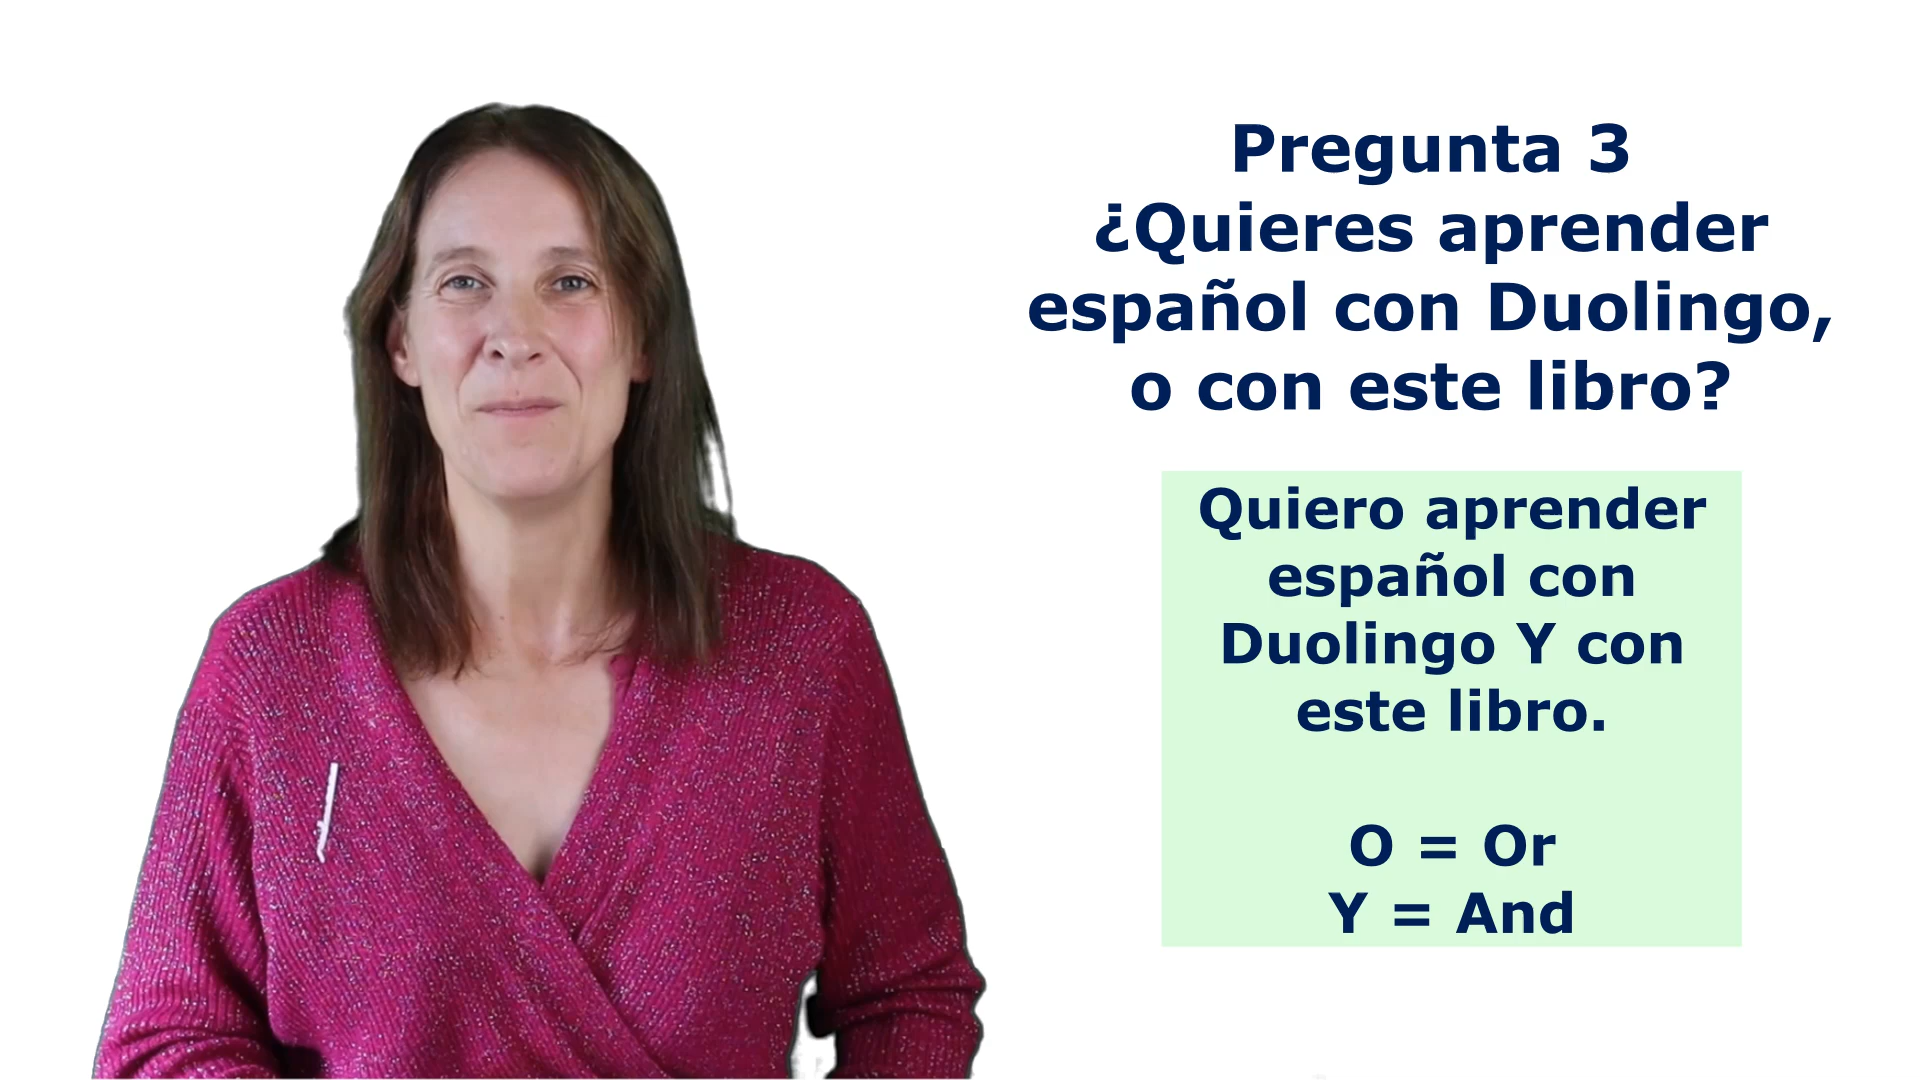 Pregunta 3
¿Quieres aprender
español con Duolingo,
o con este libro?
Quiero aprender
español con
Duolingo Y con
este libro.
O = Or
Y = And